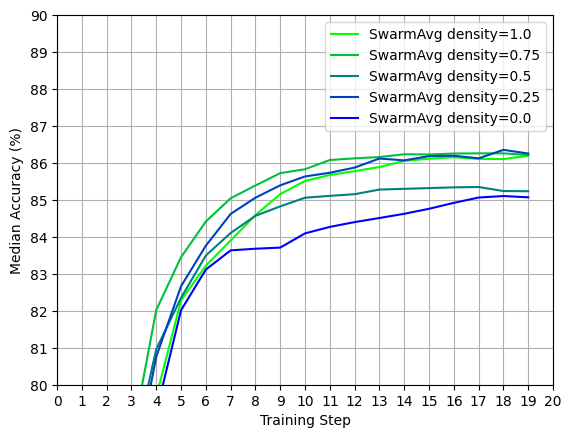 SwarmAvg density=1.0
SwarmAvg density=0.75
SwarmAvg density=0.5
SwarmAvg density=0.25
SwarmAvg density=0.0
Median Accuracy (%)
90
89
88
87
86
85
84
83
82
81
80
0 1 2 3 4 5 6 7 8 9 10 11 12 13 14 15 16 17 18 19 20
Training Step